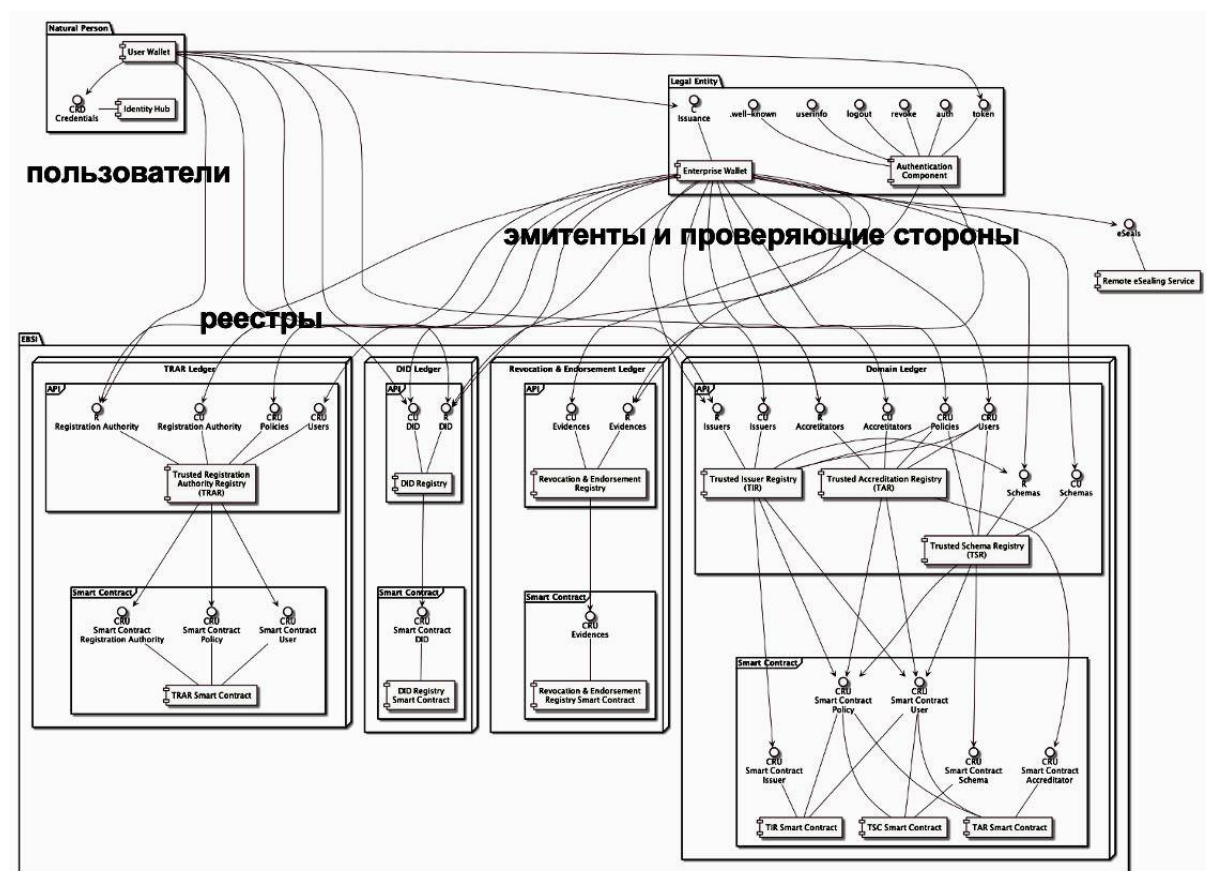 Natural Person
User Wallet
CRD
Credentials
Identity Hub
Legal Entity
C
Issuance
.well-known
userinfo
logout
revoke
auth
token
Enterprise Wallet
Authentication
Component
пользователи
эмитенты и проверяющие стороны
eSeals
Remote eSealing Service
реестры
EBSI
TRAR Ledger
API
R
Registration Authority
CU
Registration Authority
CRU
Policies
CRU
Users
Trusted Registration
Authority Registry
(TRAR)
Smart Contract
CRU
Smart Contract
Registration Authority
CRU
Smart Contract
Policy
CRU
Smart Contract
User
TRAR Smart Contract
DID Ledger
API
CU
DID
R
DID
DID Registry
Smart Contract
CRU
Smart Contract
DID
DID Registry
Smart Contract
Revocation & Endorsement Ledger
API
CU
Evidences
R
Evidences
Revocation & Endorsement
Registry
Smart Contract
CRU
Evidences
Revocation & Endorsement
Registry Smart Contract
Domain Ledger
API
R
Issuers
CU
Issuers
R
Accretitators
CU
Accretitators
CRU
Policies
CRU
Users
Trusted Issuer Registry
(TIR)
Trusted Accreditation Registry
(TAR)
R
Schemas
CU
Schemas
Trusted Schema Registry
(TSR)
Smart Contract
CRU
Smart Contract
Policy
CRU
Smart Contract
User
CRU
Smart Contract
Issuer
CRU
Smart Contract
Schema
CRU
Smart Contract
Accreditator
TIR Smart Contract
TSC Smart Contract
TAR Smart Contract